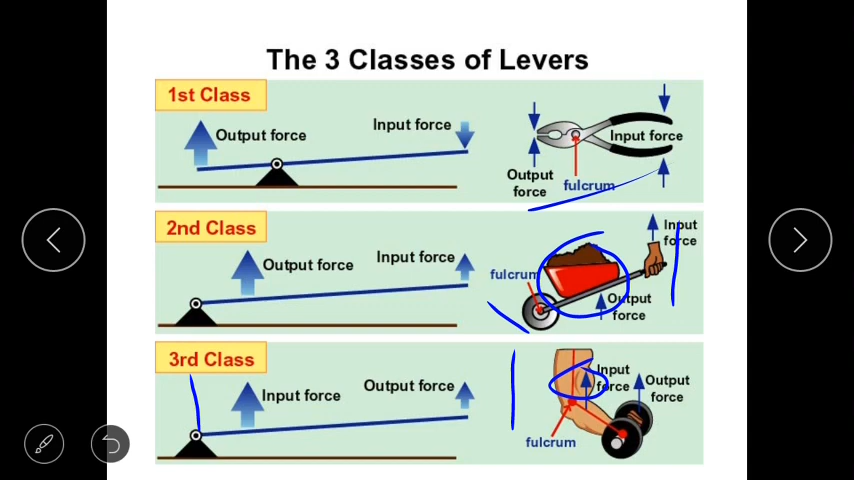 The 3 Classes of Levers
1st Class
Output force
Input force
Input force
Output
force
fulcrum
2nd Class
Output force
Input force
Input
force
fulcrum
Output
force
3rd Class
Input force
Output force
Input
force
Output
force
fulcrum